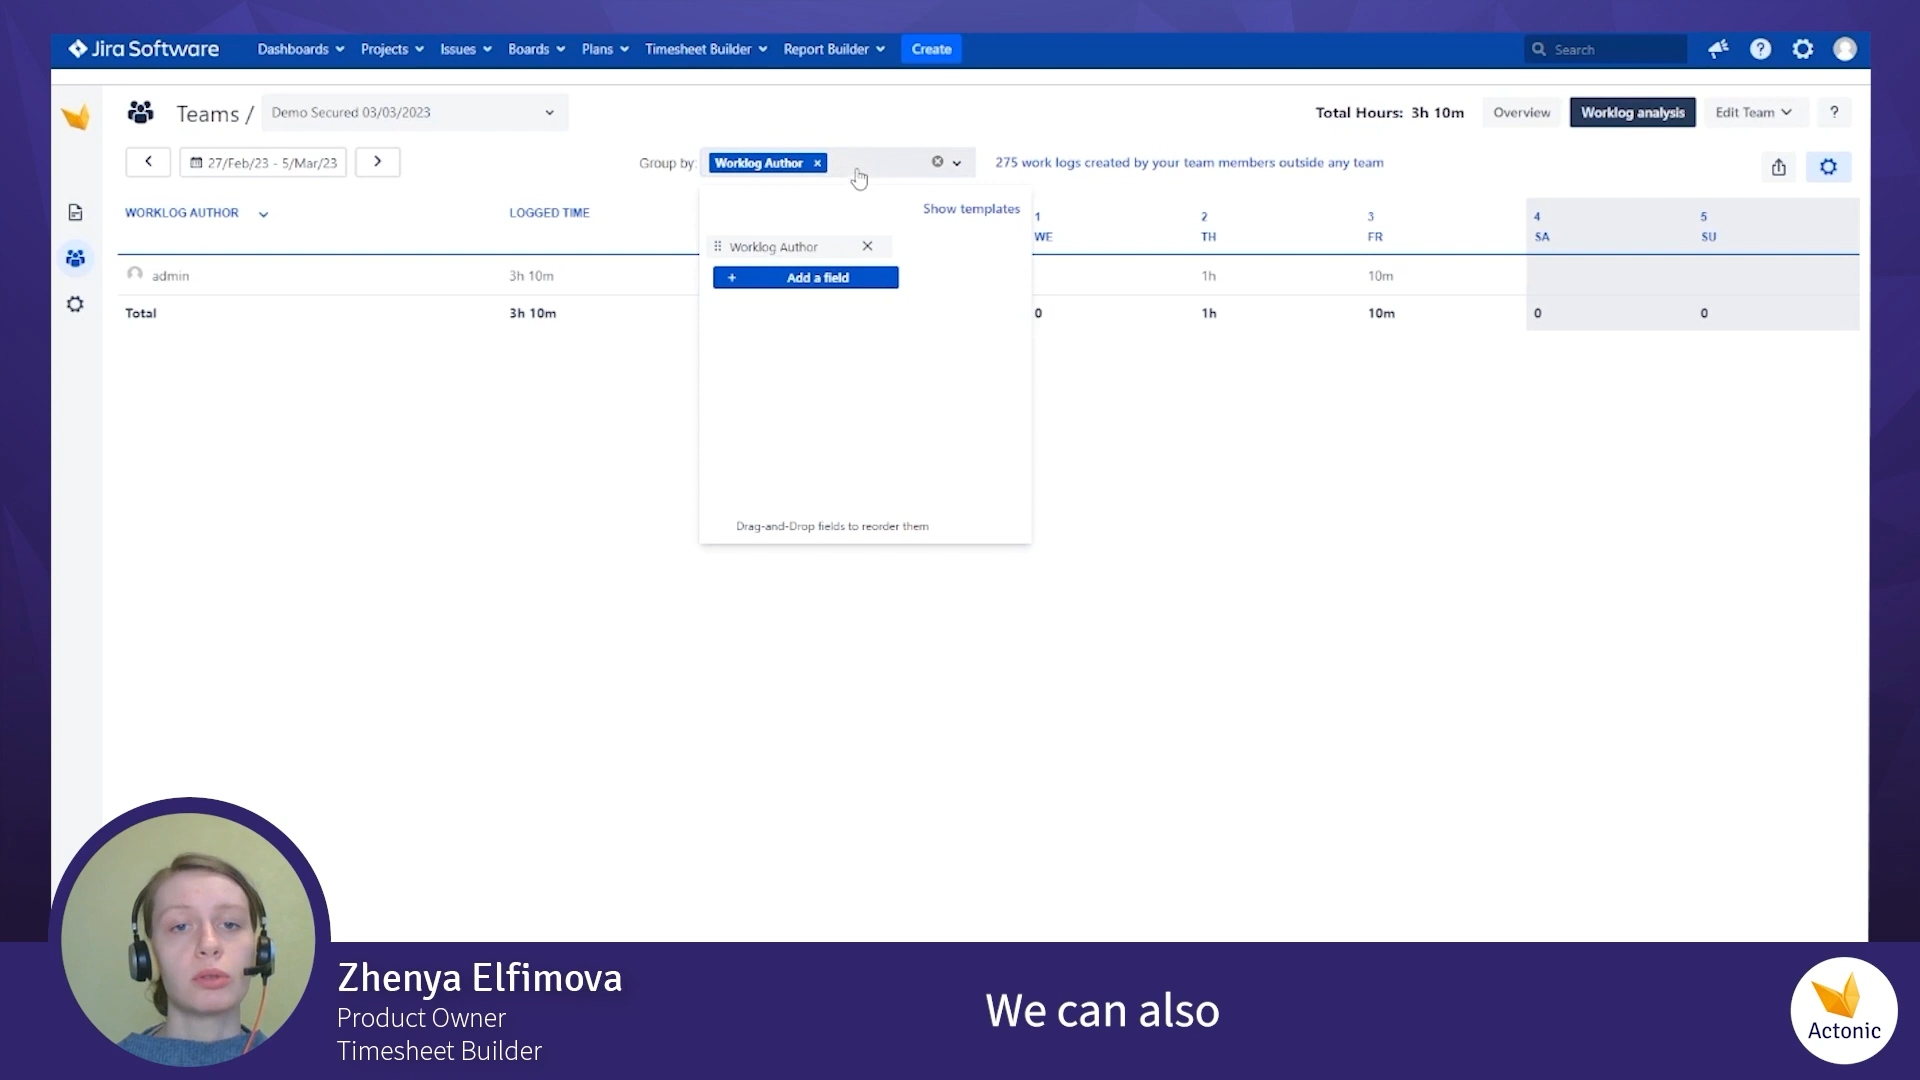 Jira Software Dashboards Projects Issues Boards Plans Timesheet Builder Report Builder Create Search
Teams / Demo Secured 03/03/2023 Total Hours: 3h 10m Overview Worklog analysis Edit Team ?
27/Feb/23 - 5/Mar/23 Group by: Worklog Author × 275 work logs created by your team members outside any team
Show templates
WORKLOG AUTHOR LOGGED TIME 1 2 3 4 5
WE TH FR SA SU
Worklog Author
admin 3h 10m 1h 10m
+ Add a field
Total 3h 10m 0 1h 10m 0 0
Drag-and-Drop fields to reorder them
Zhenya Elfimova
Product Owner
Timesheet Builder
We can also
Actonic